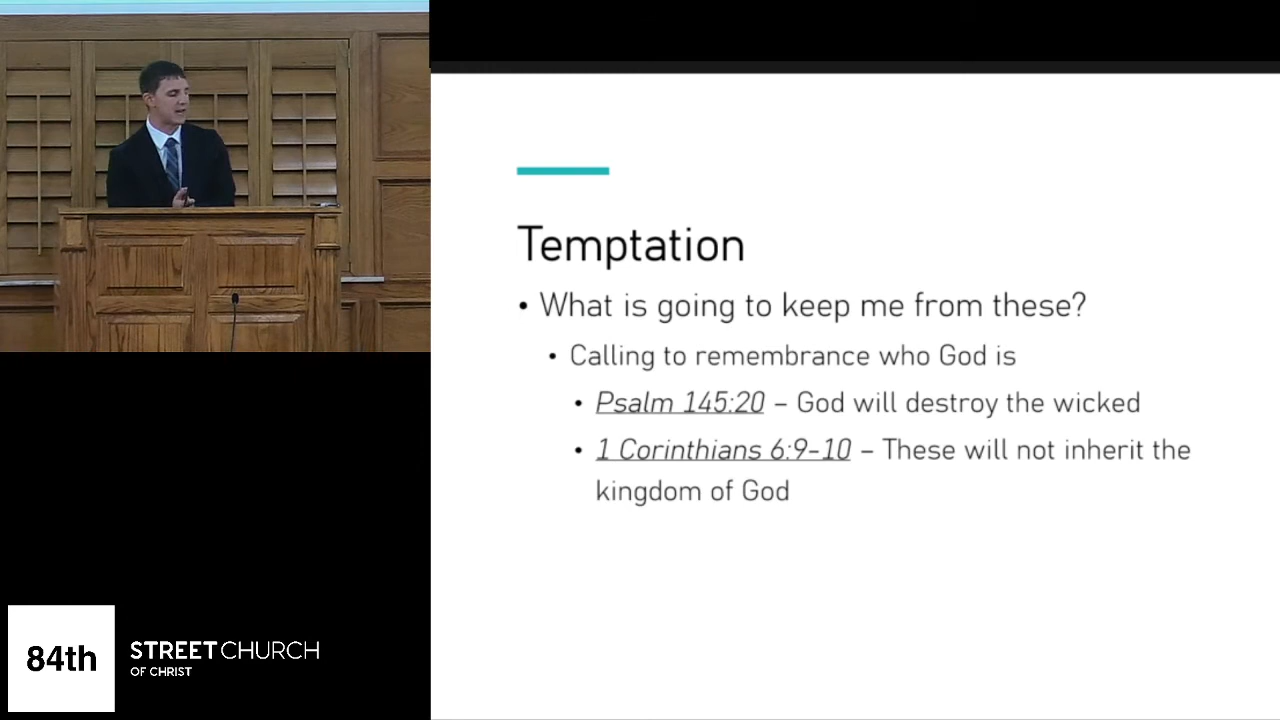 Temptation
• What is going to keep me from these?
• Calling to remembrance who God is
• Psalm 145:20 – God will destroy the wicked
• 1 Corinthians 6:9-10 – These will not inherit the
kingdom of God
84th
STREET CHURCH
OF CHRIST